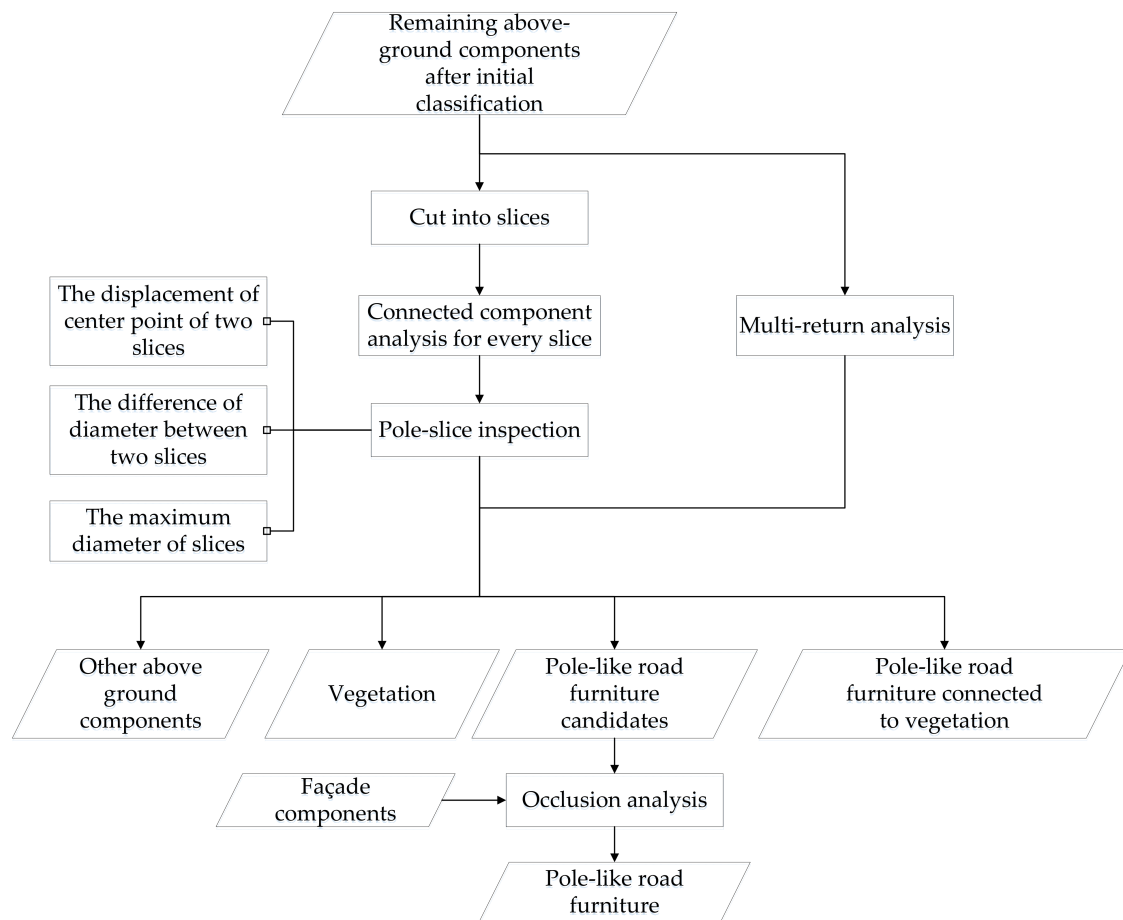 Remaining above-
ground components
after initial
classification
Cut into slices
The displacement of
center point of two
slices
Connected component
analysis for every slice
Multi-return analysis
The difference of
diameter between
two slices
Pole-slice inspection
The maximum
diameter of slices
Other above
ground
components
Vegetation
Pole-like road
furniture
candidates
Pole-like road
furniture connected
to vegetation
Façade
components
Occlusion analysis
Pole-like road
furniture